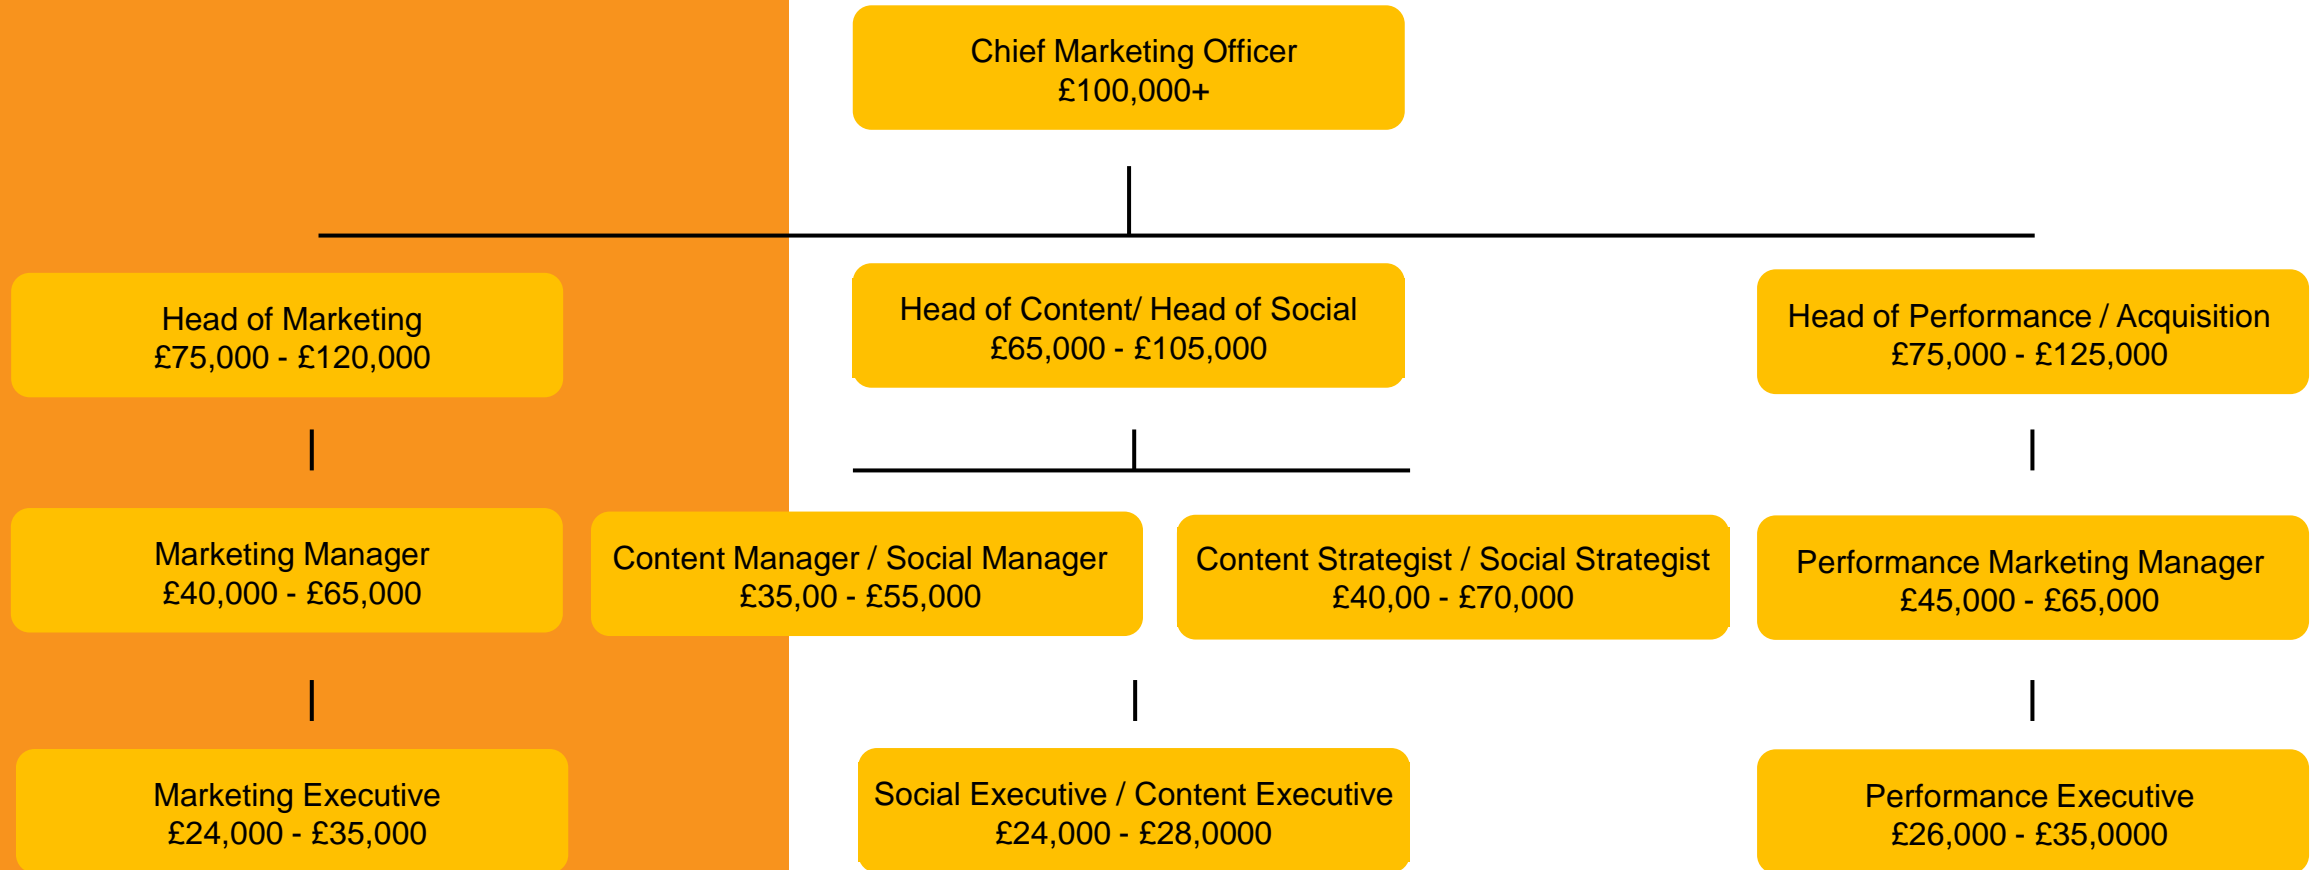 Chief Marketing Officer
£100,000+
Head of Marketing
£75,000 - £120,000
Head of Content/ Head of Social
£65,000 - £105,000
Head of Performance / Acquisition
£75,000 - £125,000
Marketing Manager
£40,000 - £65,000
Content Manager / Social Manager
£35,00 - £55,000
Content Strategist / Social Strategist
£40,00 - £70,000
Performance Marketing Manager
£45,000 - £65,000
Marketing Executive
£24,000 - £35,000
Social Executive / Content Executive
£24,000 - £28,0000
Performance Executive
£26,000 - £35,0000